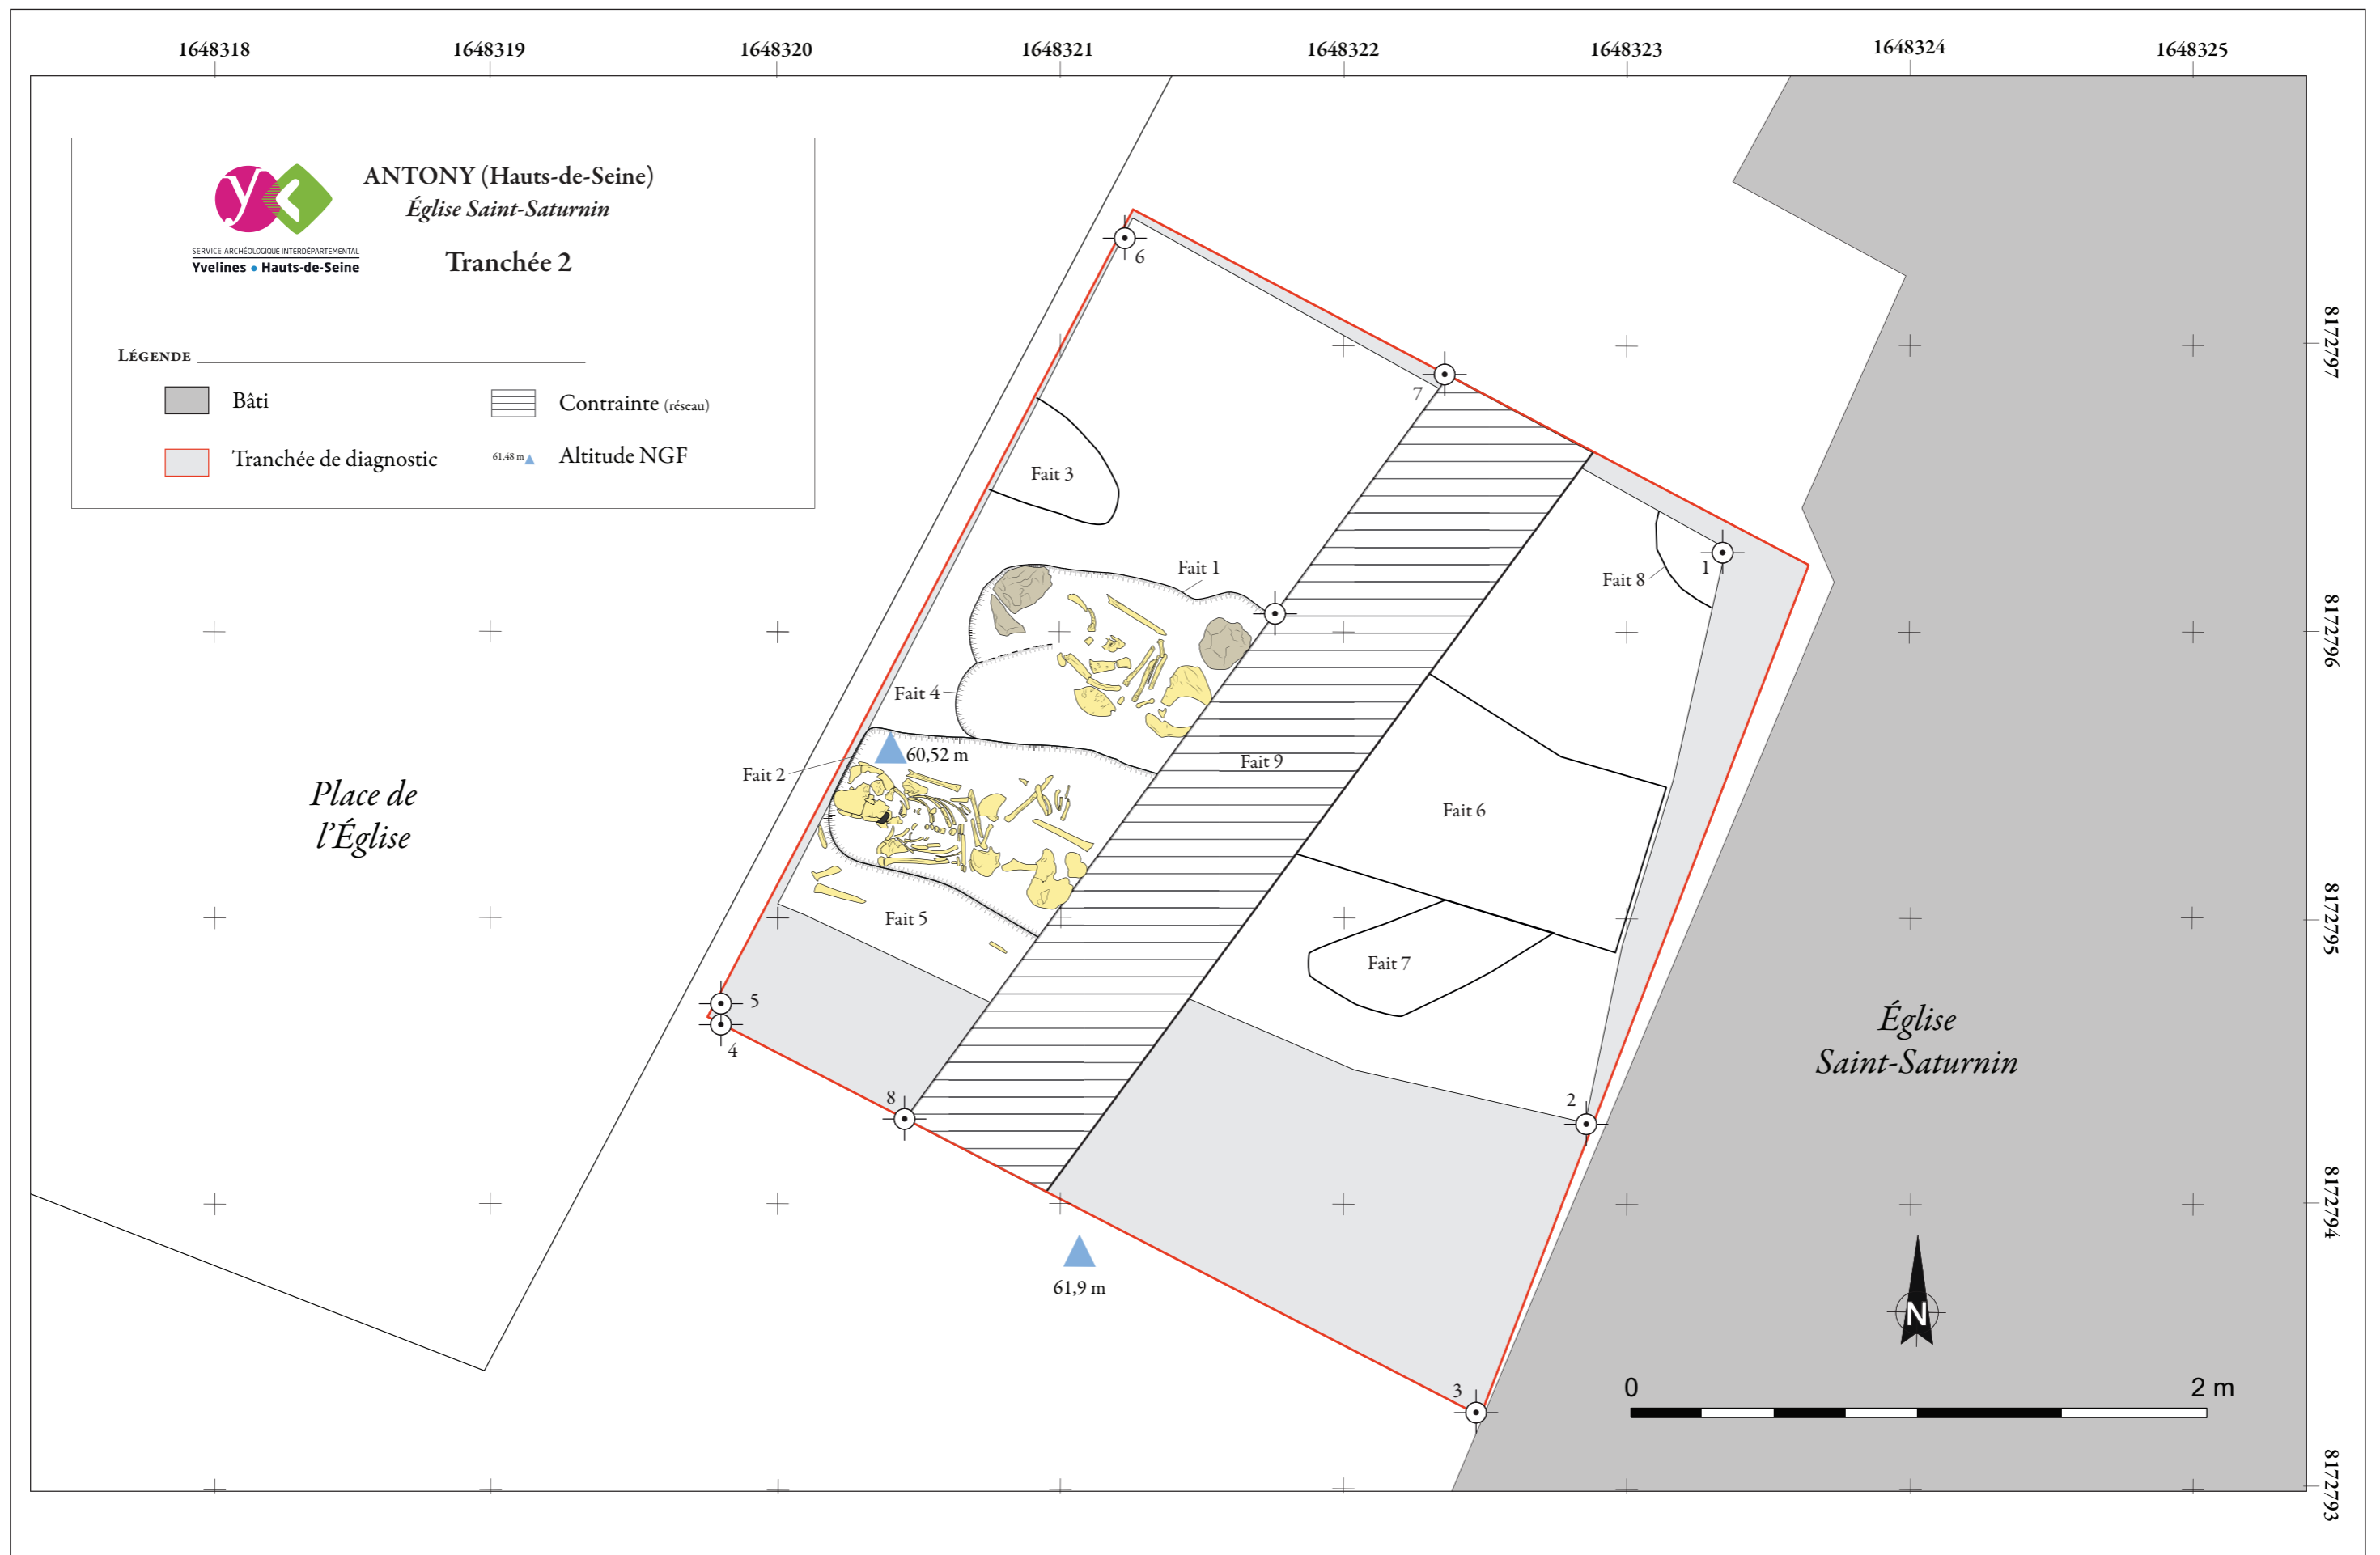 1648318 1648319 1648320 1648321 1648322 1648323 1648324 1648325
yc
SERVICE ARCHÉOLOGIQUE INTERDÉPARTEMENTAL
Yvelines • Hauts-de-Seine
ANTONY (Hauts-de-Seine)
Église Saint-Saturnin
Tranchée 2
LÉGENDE
Bâti
Contrainte (réseau)
Tranchée de diagnostic
61,48 m
Altitude NGF
6
7
8172797
Fait 3
Fait 1
Fait 8
1
8172796
Fait 4
60,52 m
Fait 2
Fait 9
Place de
l'Église
Fait 6
Fait 5
8172795
Fait 7
5
4
Église
Saint-Saturnin
8
2
8172794
61,9 m
N
3
0
2 m
8172793